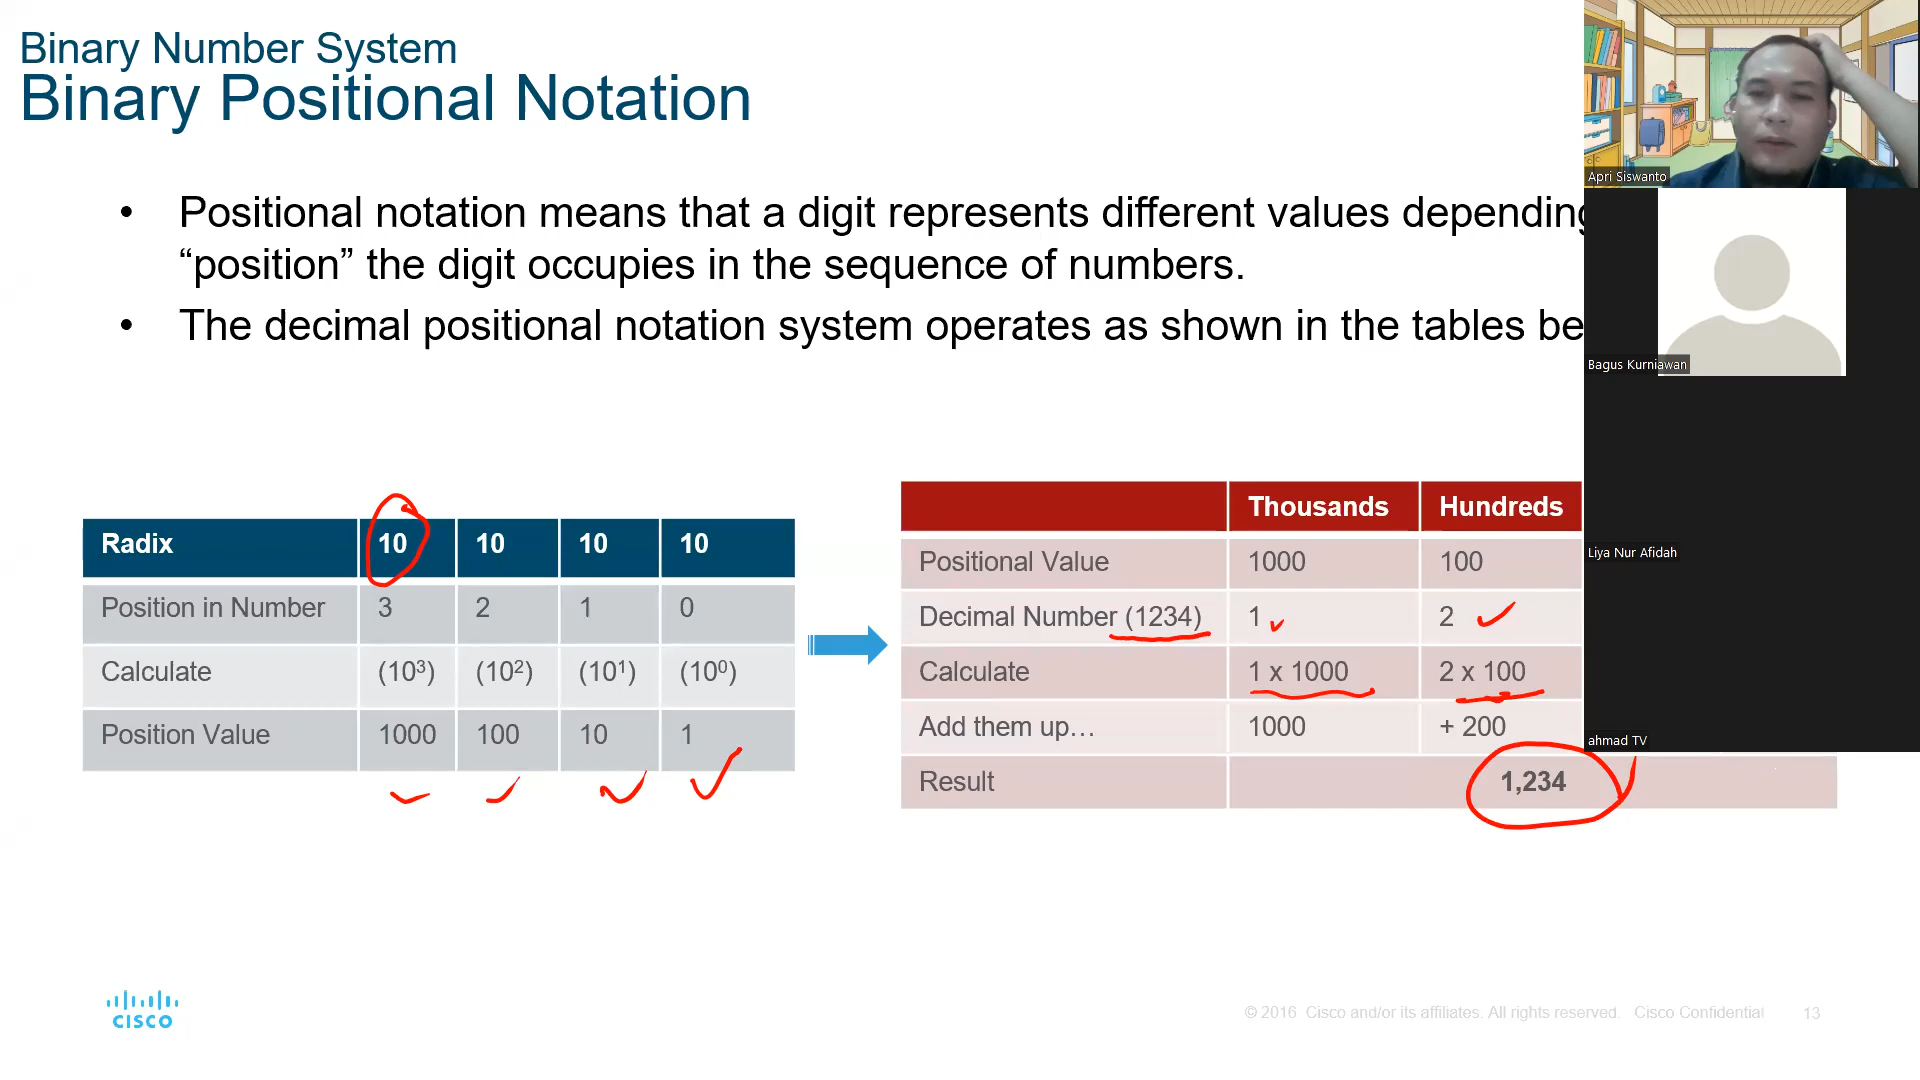 Binary Number System
Binary Positional Notation
• Positional notation means that a digit represents different values depending
“position” the digit occupies in the sequence of numbers.
• The decimal positional notation system operates as shown in the tables be
Radix 10 10 10 10
Position in Number 3 2 1 0
Calculate (10³) (10²) (10¹) (10⁰)
Position Value 1000 100 10 1
Thousands Hundreds
Positional Value 1000 100
Decimal Number (1234) 1 2
Calculate 1 x 1000 2 x 100
Add them up… 1000 + 200
Result 1,234
Apri Siswanto
Bagus Kurniawan
Liya Nur Afidah
ahmad TV
CISCO
© 2016 Cisco and/or its affiliates. All rights reserved. Cisco Confidential 13